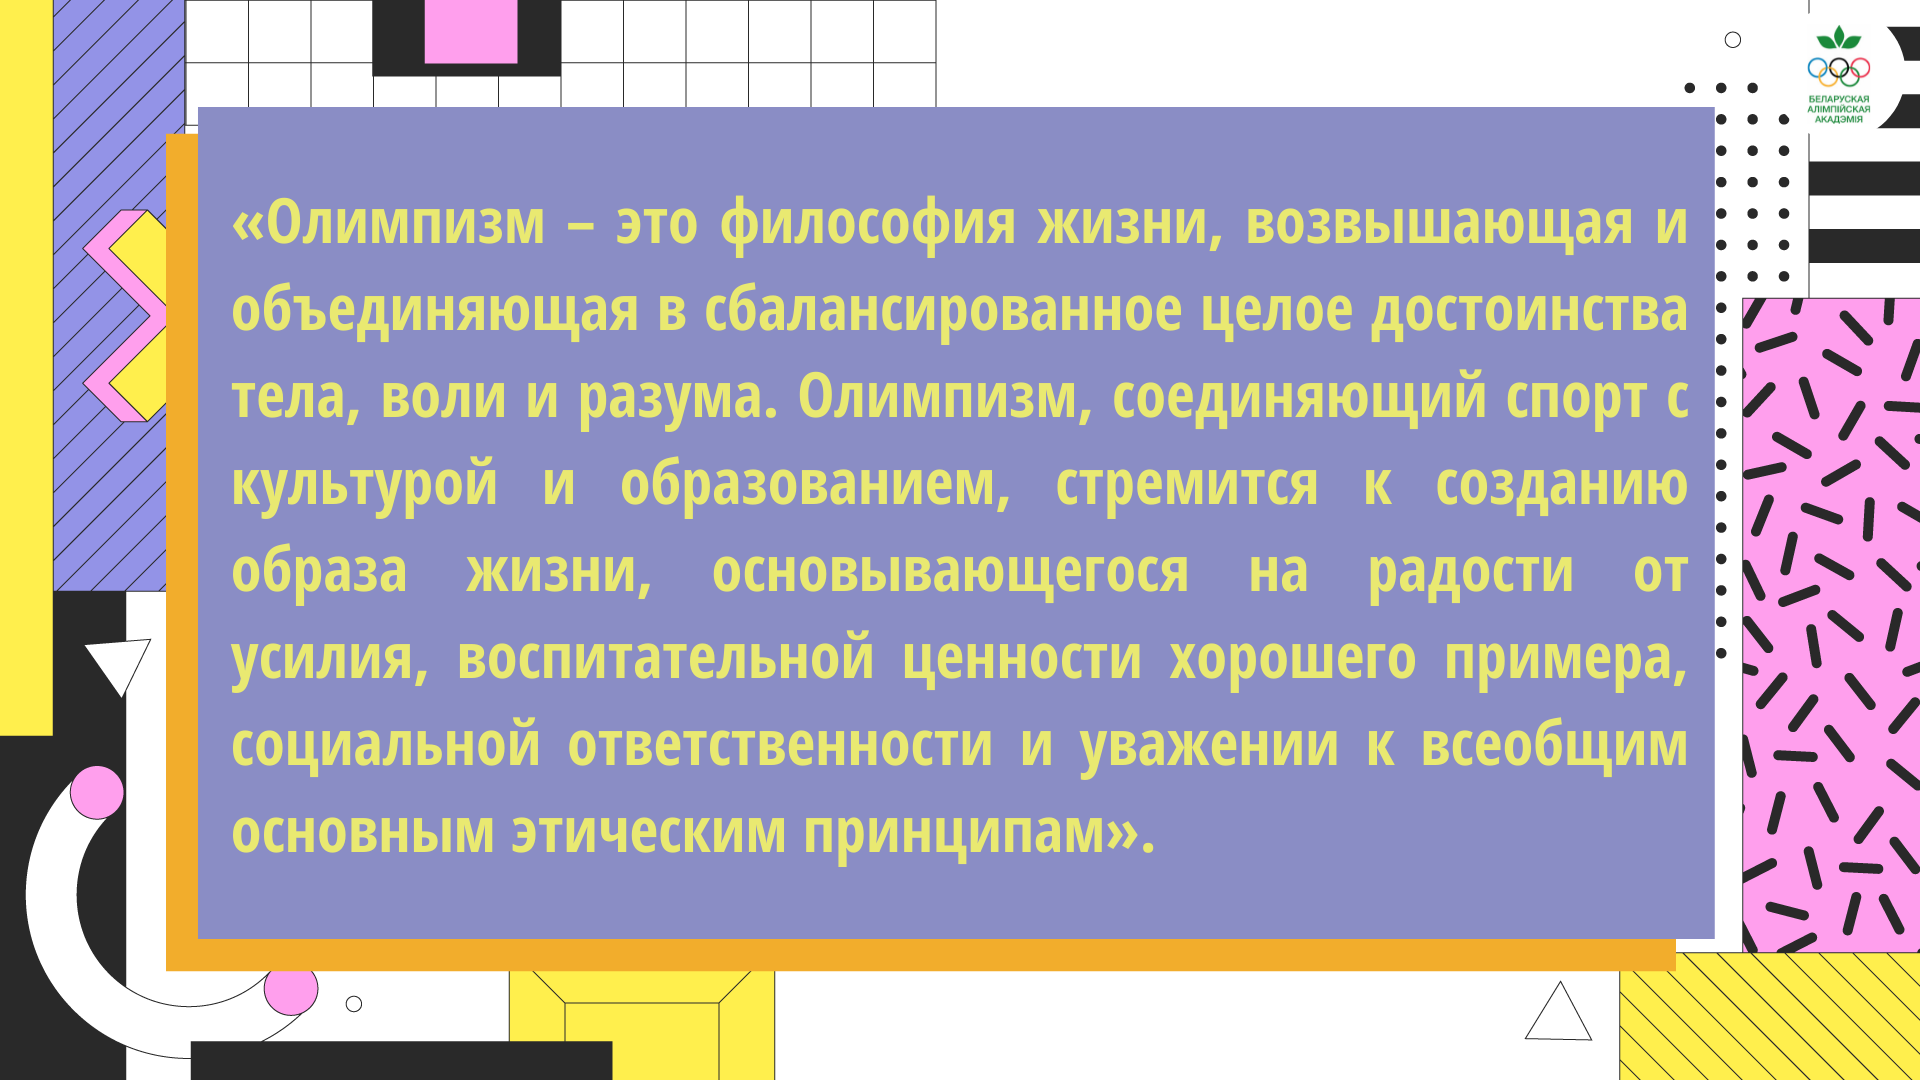 БЕЛАРУСКАЯ
АЛІМПІЙСКАЯ
АКАДЭМІЯ
«Олимпизм – это философия жизни, возвышающая и
объединяющая в сбалансированное целое достоинства
тела, воли и разума. Олимпизм, соединяющий спорт с
культурой и образованием, стремится к созданию
образа жизни, основывающегося на радости от
усилия, воспитательной ценности хорошего примера,
социальной ответственности и уважении к всеобщим
основным этическим принципам».